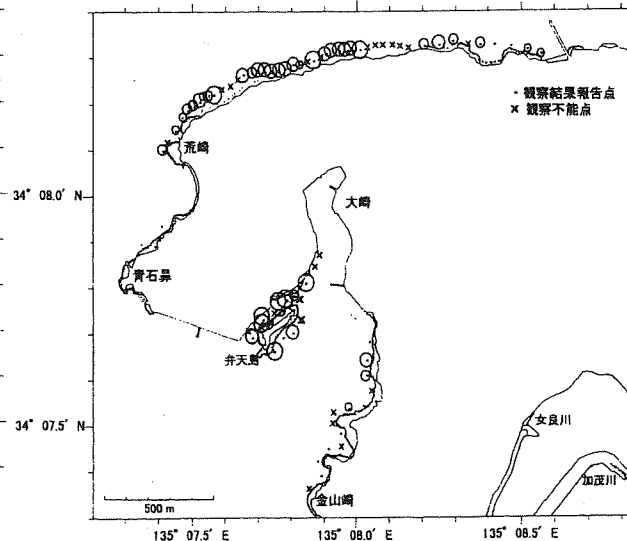 ・ 観察結果報告点
× 観察不能点
荒崎
34° 08.0′ N
大崎
青石鼻
弁天島
34° 07.5′ N
女良川
加茂川
金山崎
500 m
135° 07.5′ E
135° 08.0′ E
135° 08.5′ E